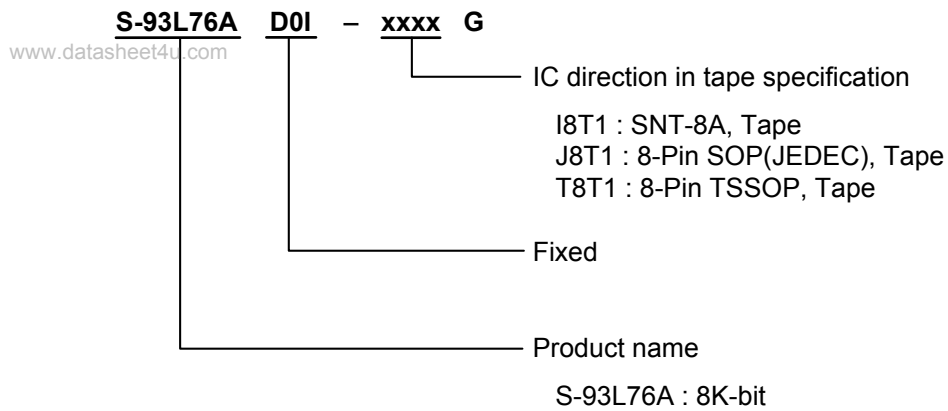 S-93L76A D0I – xxxx G
www.datasheet4u.com
IC direction in tape specification
I8T1 : SNT-8A, Tape
J8T1 : 8-Pin SOP(JEDEC), Tape
T8T1 : 8-Pin TSSOP, Tape
Fixed
Product name
S-93L76A : 8K-bit